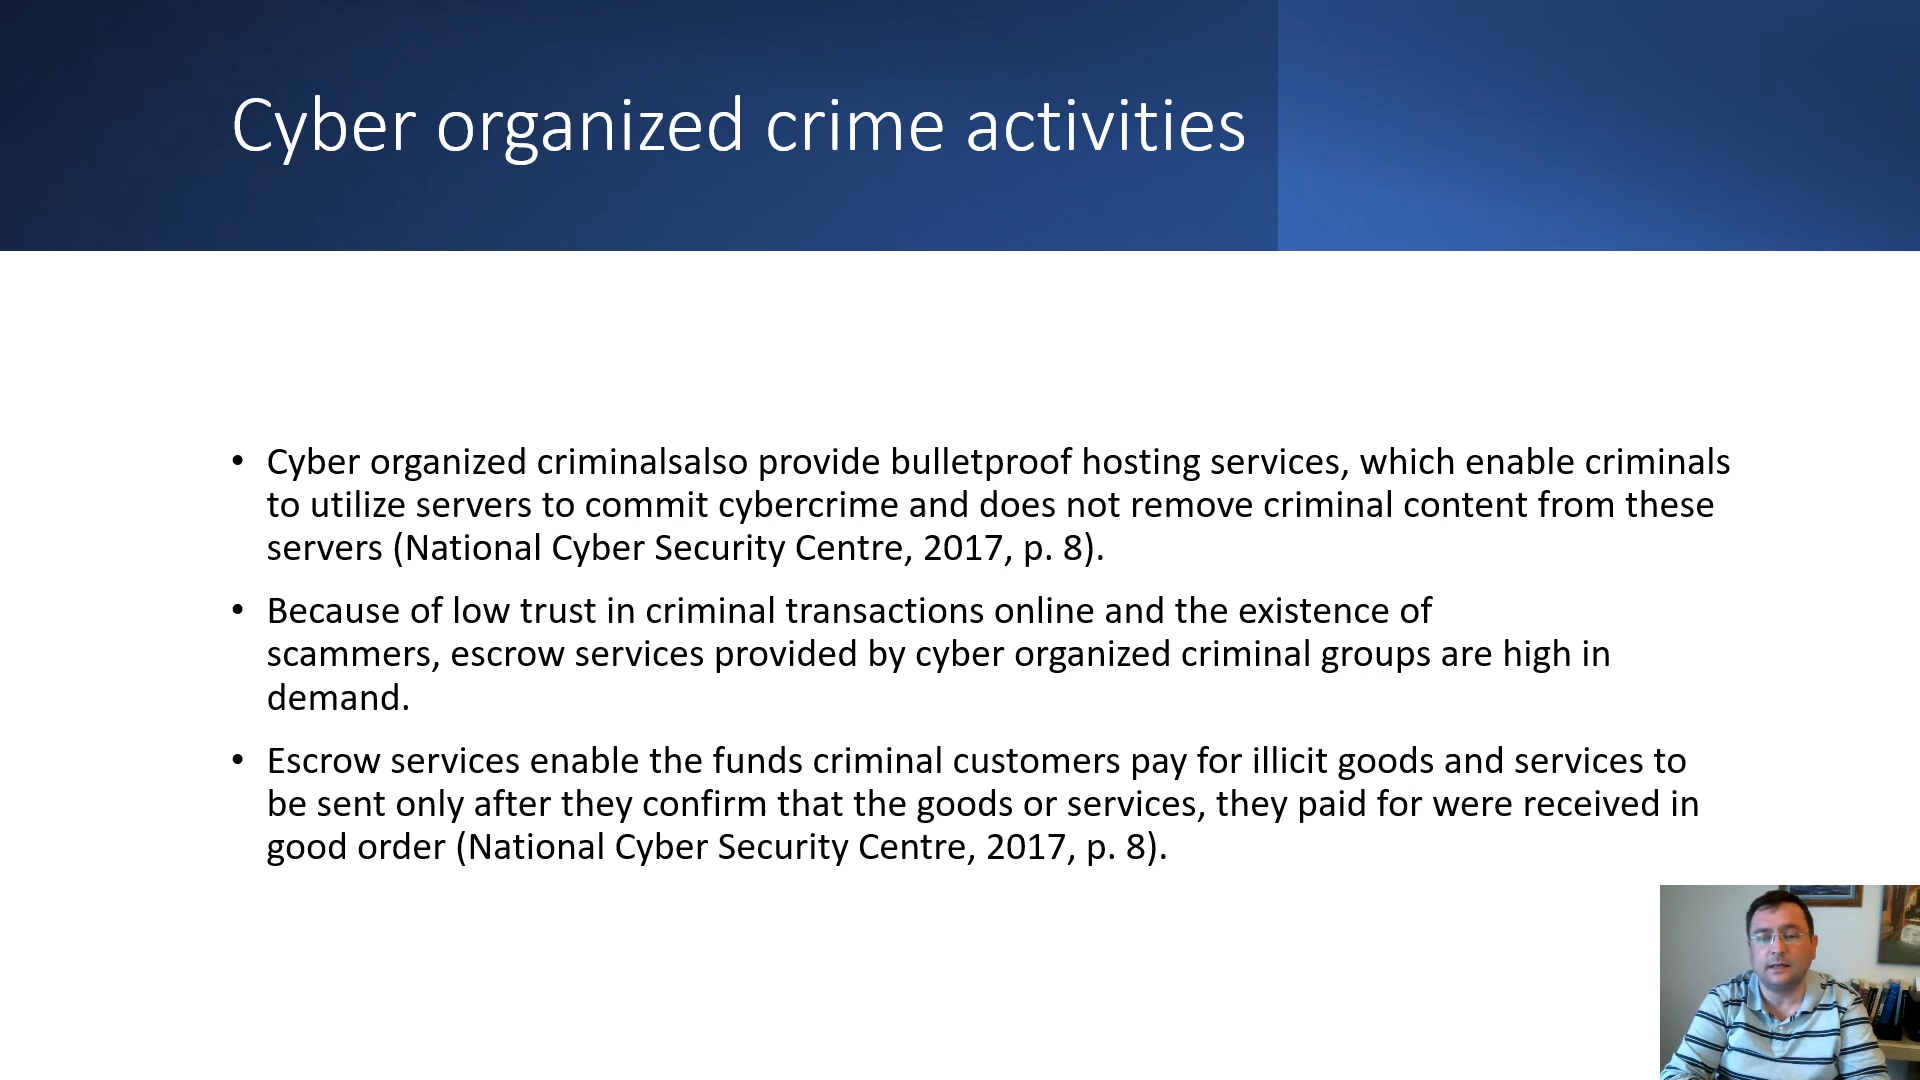 Cyber organized crime activities
• Cyber organized criminalsalso provide bulletproof hosting services, which enable criminals
to utilize servers to commit cybercrime and does not remove criminal content from these
servers (National Cyber Security Centre, 2017, p. 8).
• Because of low trust in criminal transactions online and the existence of
scammers, escrow services provided by cyber organized criminal groups are high in
demand.
• Escrow services enable the funds criminal customers pay for illicit goods and services to
be sent only after they confirm that the goods or services, they paid for were received in
good order (National Cyber Security Centre, 2017, p. 8).